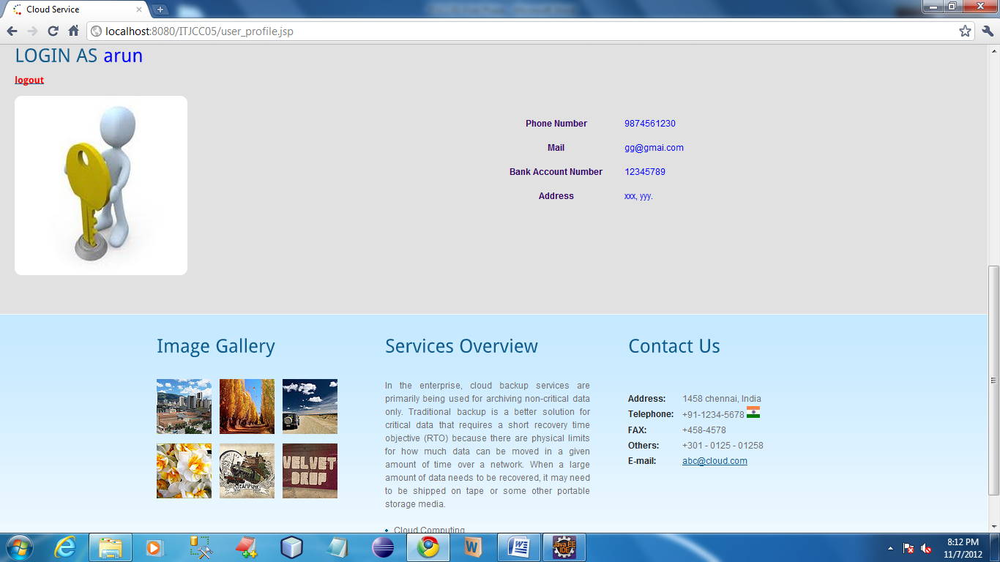 Cloud Service
localhost:8080/ITJCC05/user_profile.jsp
LOGIN AS arun
logout
Phone Number 9874561230
Mail gg@gmai.com
Bank Account Number 12345789
Address xxx, yyy.
Image Gallery
VELVET
DROP
Services Overview
In the enterprise, cloud backup services are
primarily being used for archiving non-critical data
only. Traditional backup is a better solution for
critical data that requires a short recovery time
objective (RTO) because there are physical limits
for how much data can be moved in a given
amount of time over a network. When a large
amount of data needs to be recovered, it may need
to be shipped on tape or some other portable
storage media.
Cloud Computing
Contact Us
Address: 1458 chennai, India
Telephone: +91-1234-5678
FAX: +458-4578
Others: +301 - 0125 - 01258
E-mail: abc@cloud.com
Java EE
IDE
8:12 PM
11/7/2012